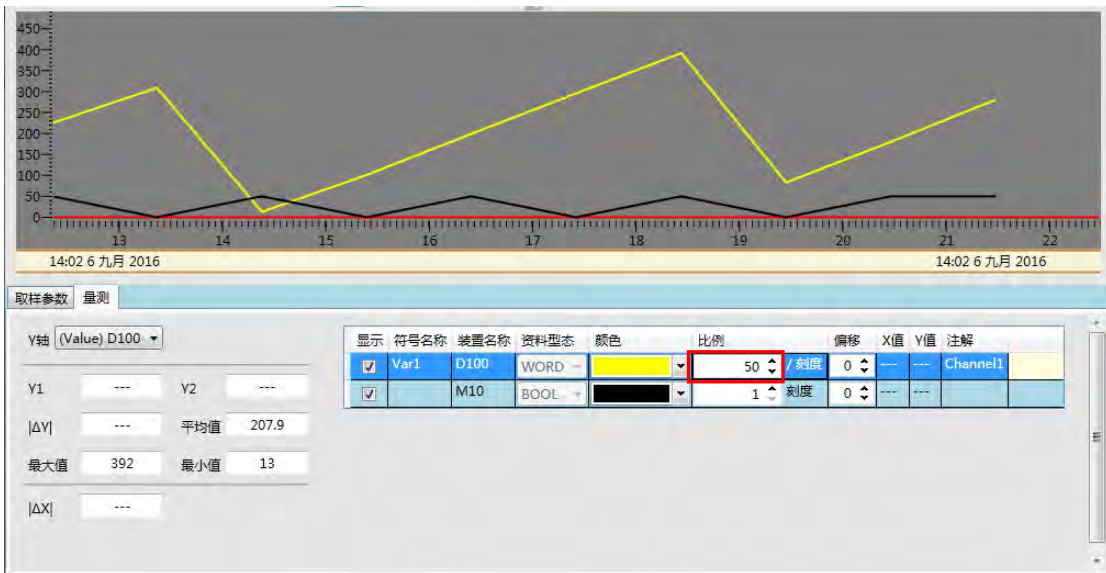 450
400
350
300
250
200
150
100
50
0
13 14 15 16 17 18 19 20 21 22
14:02 6 九月 2016 14:02 6 九月 2016
取样参数 量测
Y轴 (Value) D100
显示 符号名称 装置名称 资料型态 颜色 比例 偏移 X值 Y值 注解
Var1 D100 WORD 50 / 刻度 0 --- --- Channel1
M10 BOOL 1 刻度 0 --- ---
Y1 --- Y2 ---
|ΔY| --- 平均值 207.9
最大值 392 最小值 13
|ΔX| ---